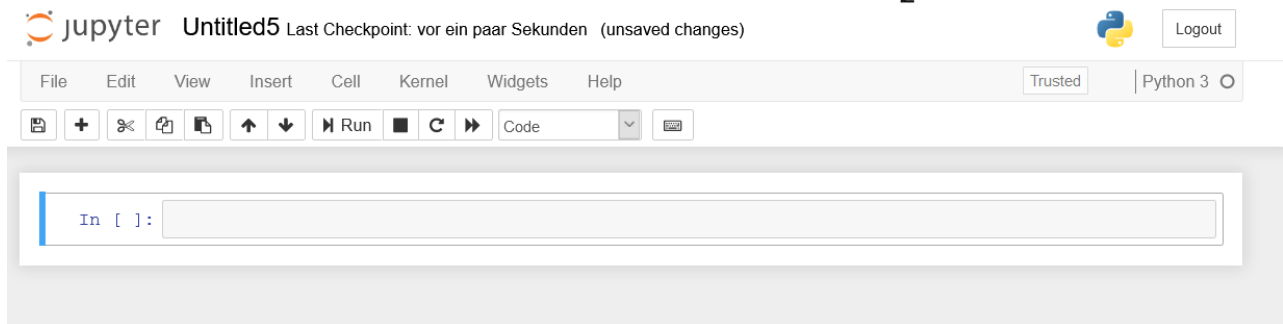 jupyter Untitled5 Last Checkpoint: vor ein paar Sekunden (unsaved changes) Logout
File Edit View Insert Cell Kernel Widgets Help Trusted Python 3
Run Code
In [ ]: